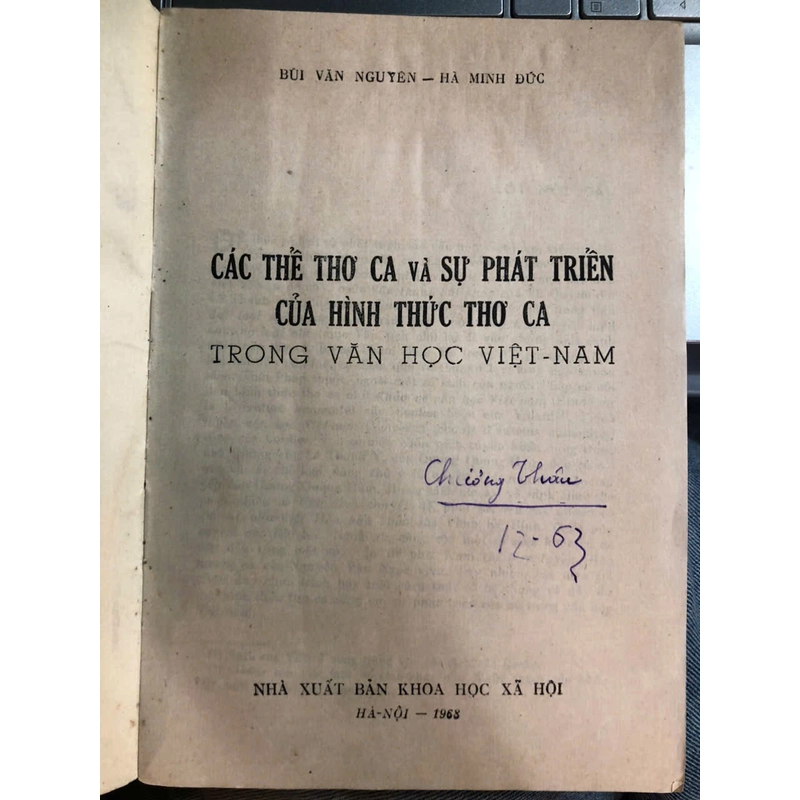 BÙI VĂN NGUYÊN — HÀ MINH ĐỨC
CÁC THỂ THƠ CA VÀ SỰ PHÁT TRIỂN
CỦA HÌNH THỨC THƠ CA
TRONG VĂN HỌC VIỆT-NAM
Chương Thâu
12-63
NHÀ XUẤT BẢN KHOA HỌC XÃ HỘI
HÀ-NỘI — 1968